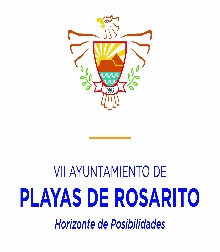 VII AYUNTAMIENTO DE
PLAYAS DE ROSARITO
Horizonte de Posibilidades